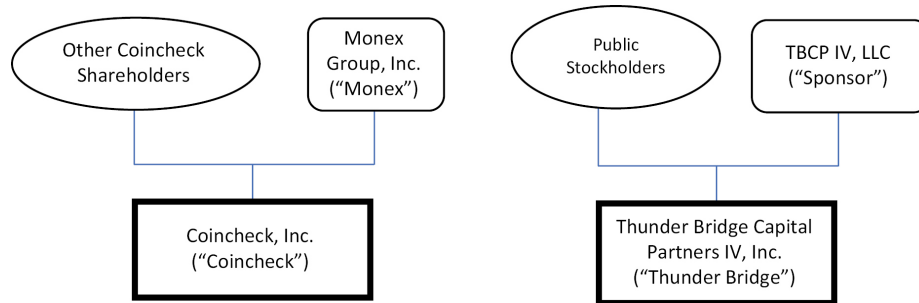 Other Coincheck
Shareholders
Monex
Group, Inc.
(“Monex”)
Public
Stockholders
TBCP IV, LLC
(“Sponsor”)
Coincheck, Inc.
(“Coincheck”)
Thunder Bridge Capital
Partners IV, Inc.
(“Thunder Bridge”)